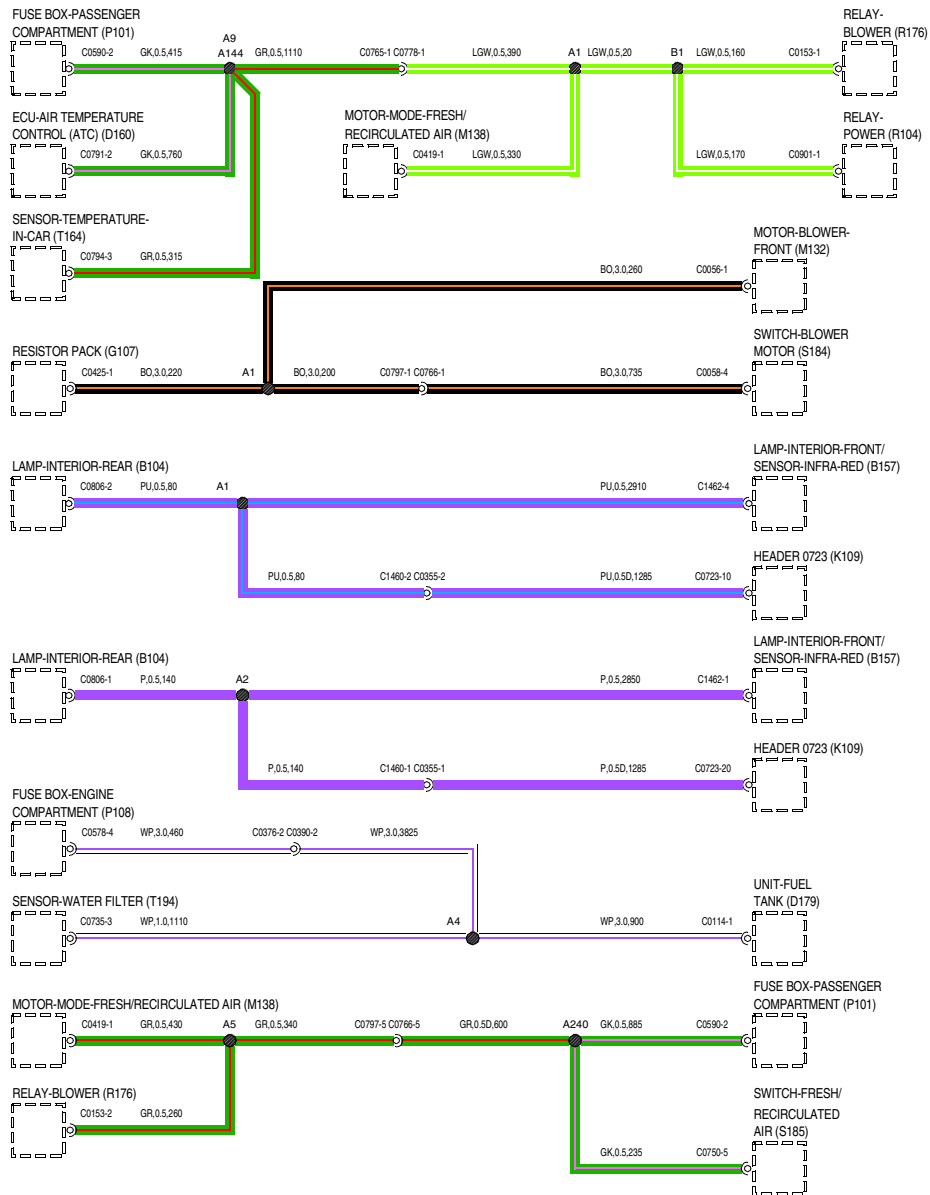 FUSE BOX-PASSENGER
COMPARTMENT (P101)
RELAY-
BLOWER (R176)
C0590-2 GK,0.5,415
A9
A144
GR,0.5,1110 C0765-1 C0778-1 LGW,0.5,390 A1 LGW,0.5,20 B1 LGW,0.5,160 C0153-1
ECU-AIR TEMPERATURE
CONTROL (ATC) (D160)
MOTOR-MODE-FRESH/
RECIRCULATED AIR (M138)
RELAY-
POWER (R104)
C0791-2 GK,0.5,760 C0419-1 LGW,0.5,330 LGW,0.5,170 C0901-1
SENSOR-TEMPERATURE-
IN-CAR (T164)
C0794-3 GR,0.5,315
MOTOR-BLOWER-
FRONT (M132)
BO,3.0,260 C0056-1
RESISTOR PACK (G107)
SWITCH-BLOWER
MOTOR (S184)
C0425-1 BO,3.0,220 A1 BO,3.0,200 C0797-1 C0766-1 BO,3.0,735 C0058-4
LAMP-INTERIOR-REAR (B104)
LAMP-INTERIOR-FRONT/
SENSOR-INFRA-RED (B157)
C0806-2 PU,0.5,80 A1 PU,0.5,2910 C1462-4
HEADER 0723 (K109)
PU,0.5,80 C1460-2 C0355-2 PU,0.5D,1285 C0723-10
LAMP-INTERIOR-REAR (B104)
LAMP-INTERIOR-FRONT/
SENSOR-INFRA-RED (B157)
C0806-1 P,0.5,140 A2 P,0.5,2850 C1462-1
HEADER 0723 (K109)
P,0.5,140 C1460-1 C0355-1 P,0.5D,1285 C0723-20
FUSE BOX-ENGINE
COMPARTMENT (P108)
C0578-4 WP,3.0,460 C0376-2 C0390-2 WP,3.0,3825
SENSOR-WATER FILTER (T194)
UNIT-FUEL
TANK (D179)
C0735-3 WP,1.0,1110 A4 WP,3.0,900 C0114-1
MOTOR-MODE-FRESH/RECIRCULATED AIR (M138)
FUSE BOX-PASSENGER
COMPARTMENT (P101)
C0419-1 GR,0.5,430 A5 GR,0.5,340 C0797-5 C0766-5 GR,0.5D,600 A240 GK,0.5,885 C0590-2
RELAY-BLOWER (R176)
SWITCH-FRESH/
RECIRCULATED
AIR (S185)
C0153-2 GR,0.5,260
GK,0.5,235 C0750-5